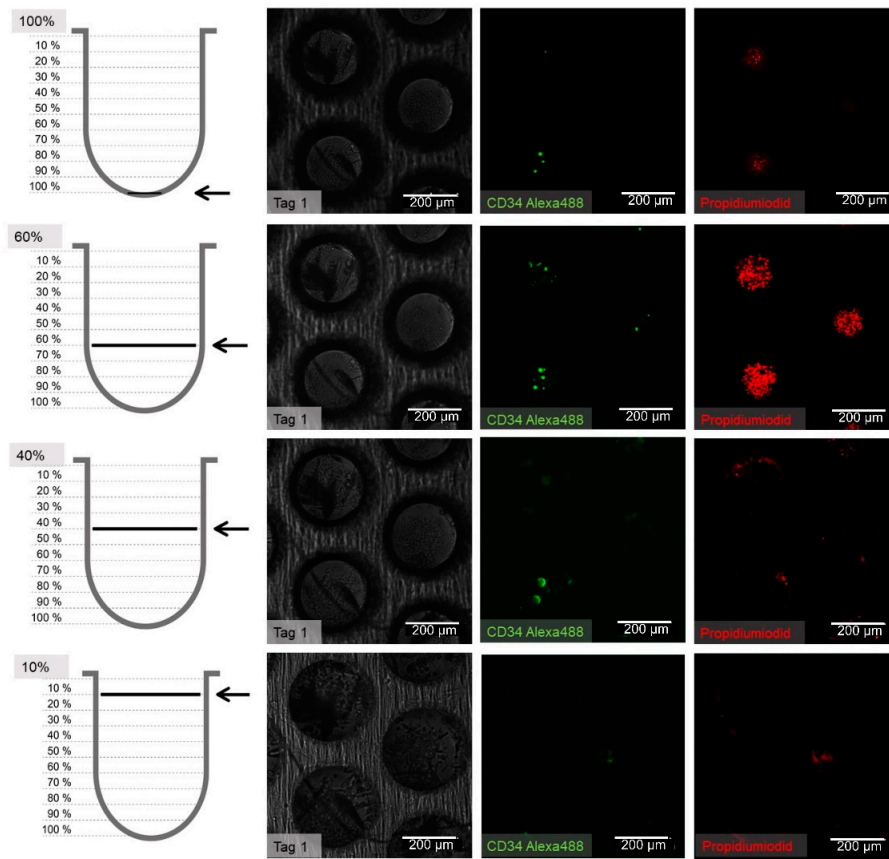 100%
10 %
20 %
30 %
40 %
50 %
60 %
70 %
80 %
90 %
100 %
Tag 1
200 µm
CD34 Alexa488
200 µm
Propidiumiodid
200 µm
60%
10 %
20 %
30 %
40 %
50 %
60 %
70 %
80 %
90 %
100 %
Tag 1
200 µm
CD34 Alexa488
200 µm
Propidiumiodid
200 µm
40%
10 %
20 %
30 %
40 %
50 %
60 %
70 %
80 %
90 %
100 %
Tag 1
200 µm
CD34 Alexa488
200 µm
Propidiumiodid
200 µm
10%
10 %
20 %
30 %
40 %
50 %
60 %
70 %
80 %
90 %
100 %
Tag 1
200 µm
CD34 Alexa488
200 µm
Propidiumiodid
200 µm